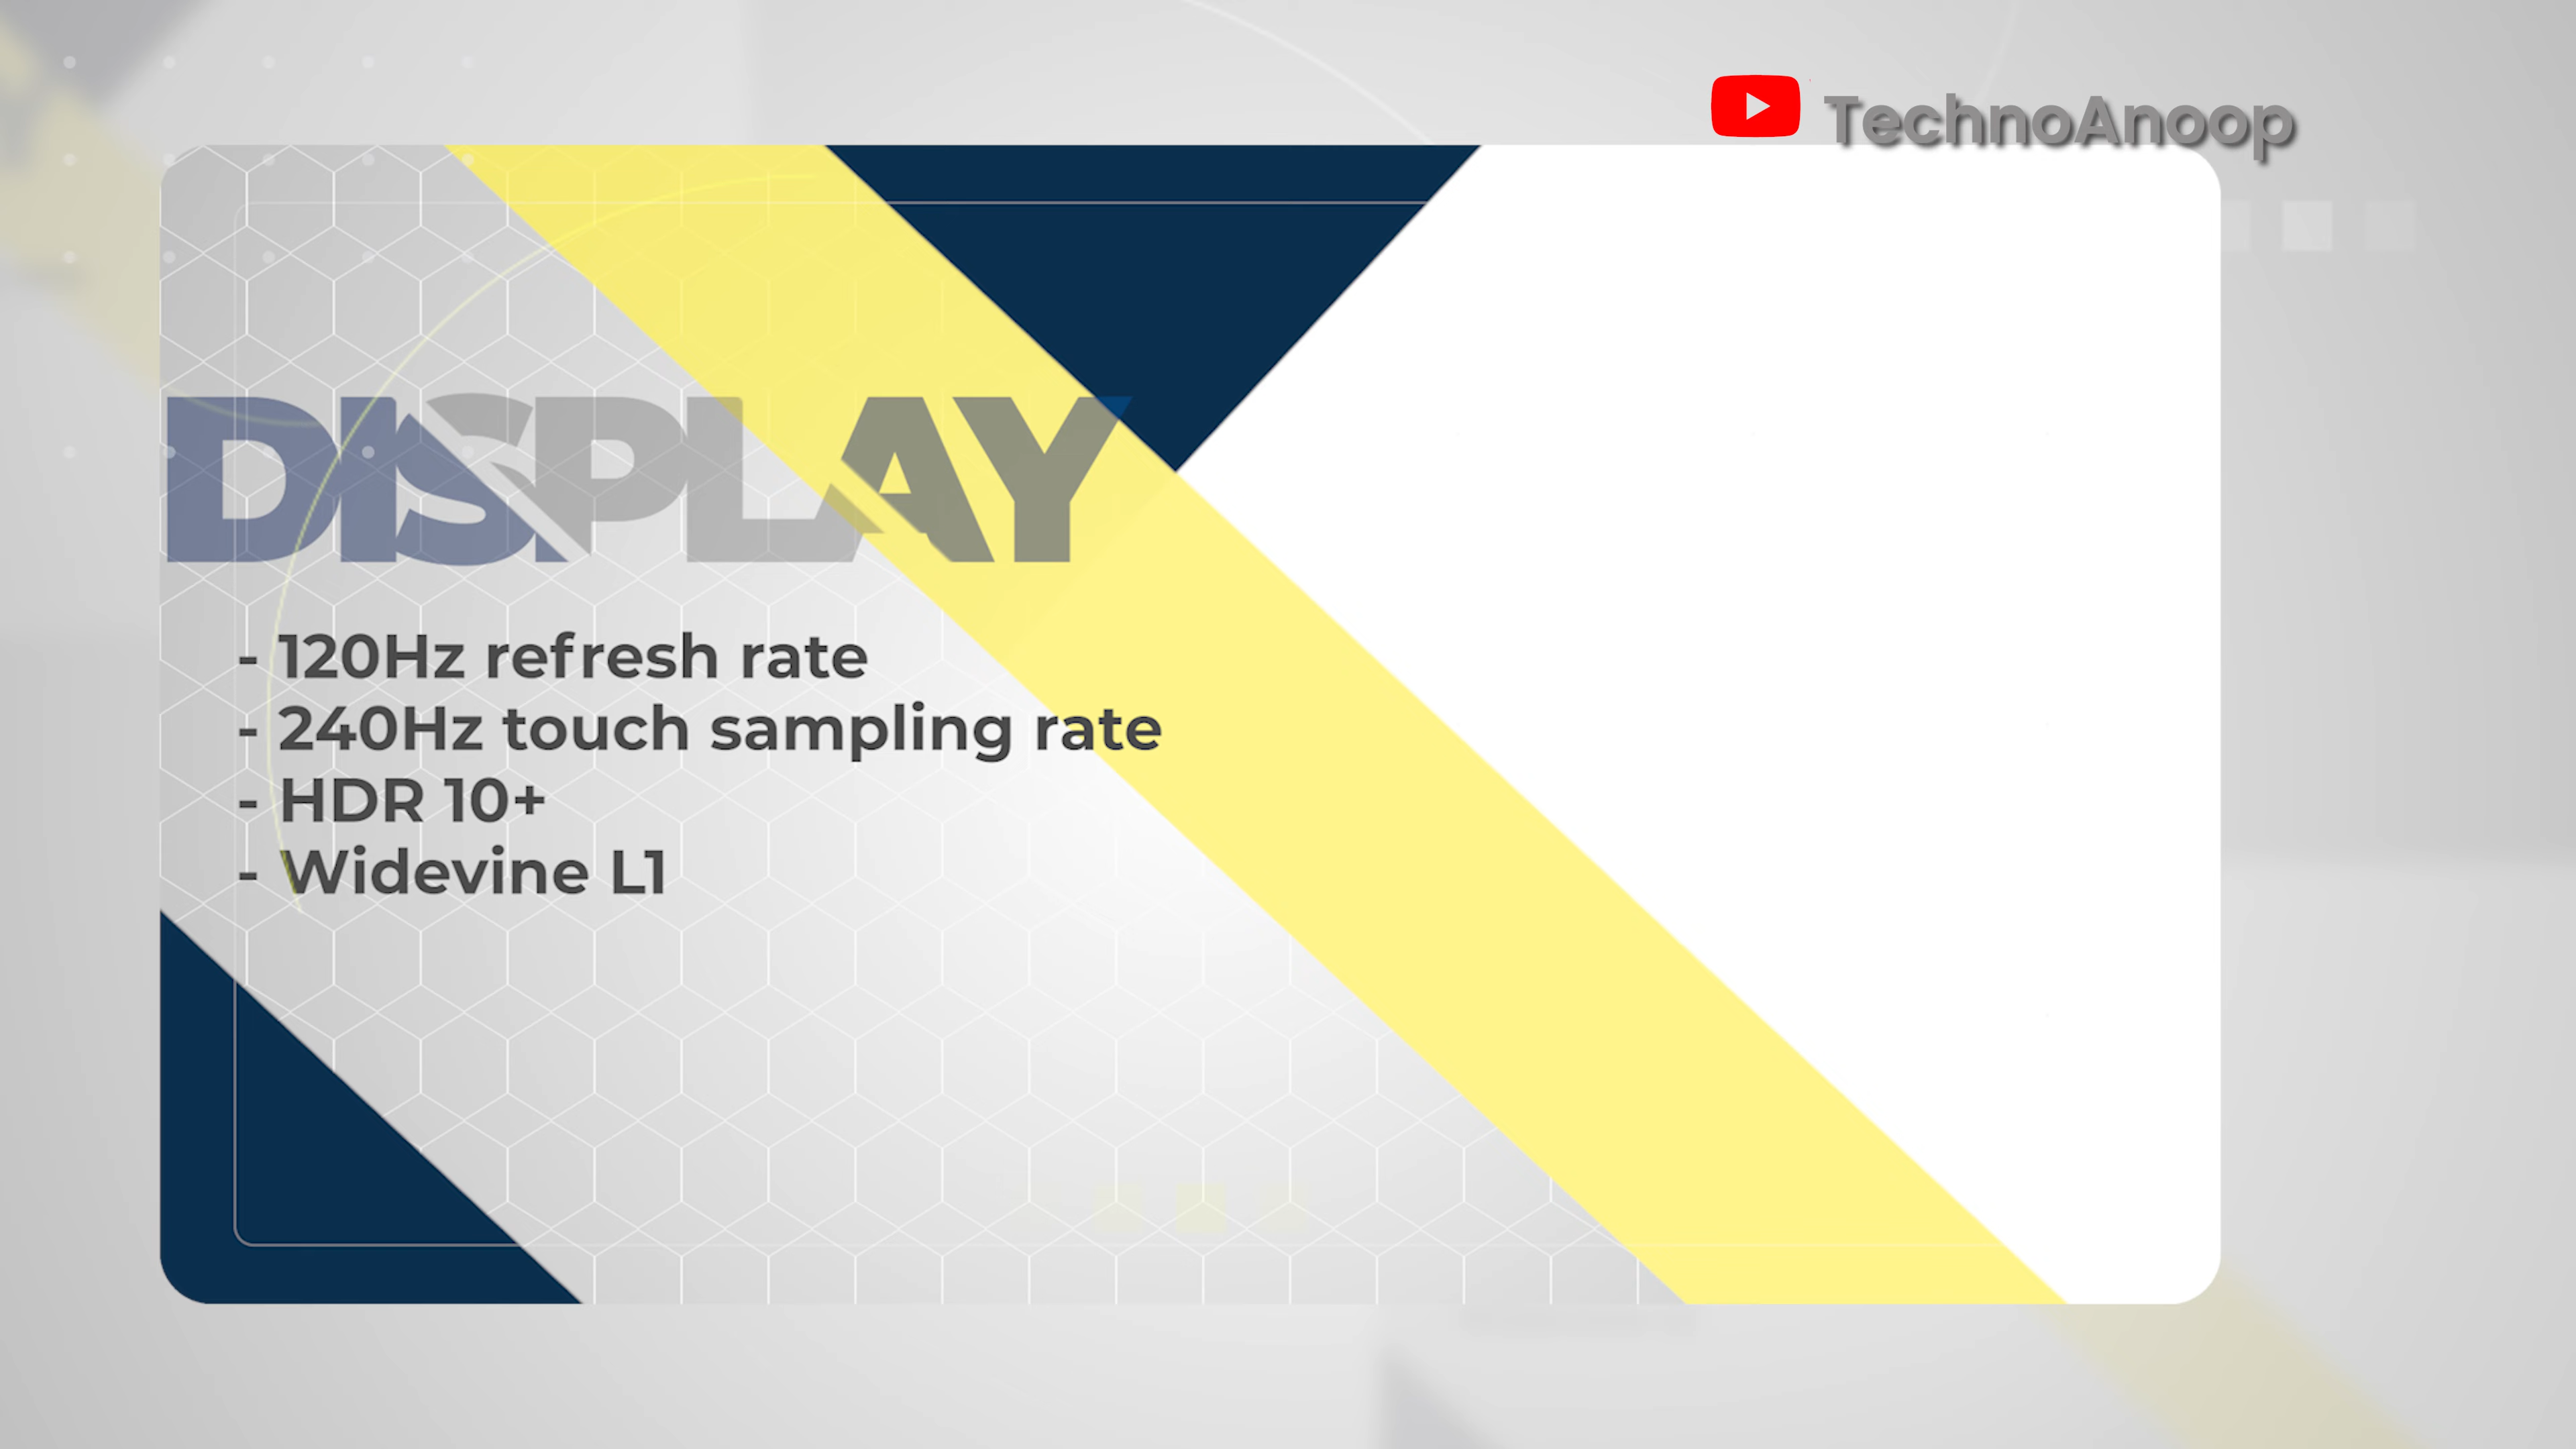 TechnoAnoop
DISPLAY
- 120Hz refresh rate
- 240Hz touch sampling rate
- HDR 10+
- Widevine L1